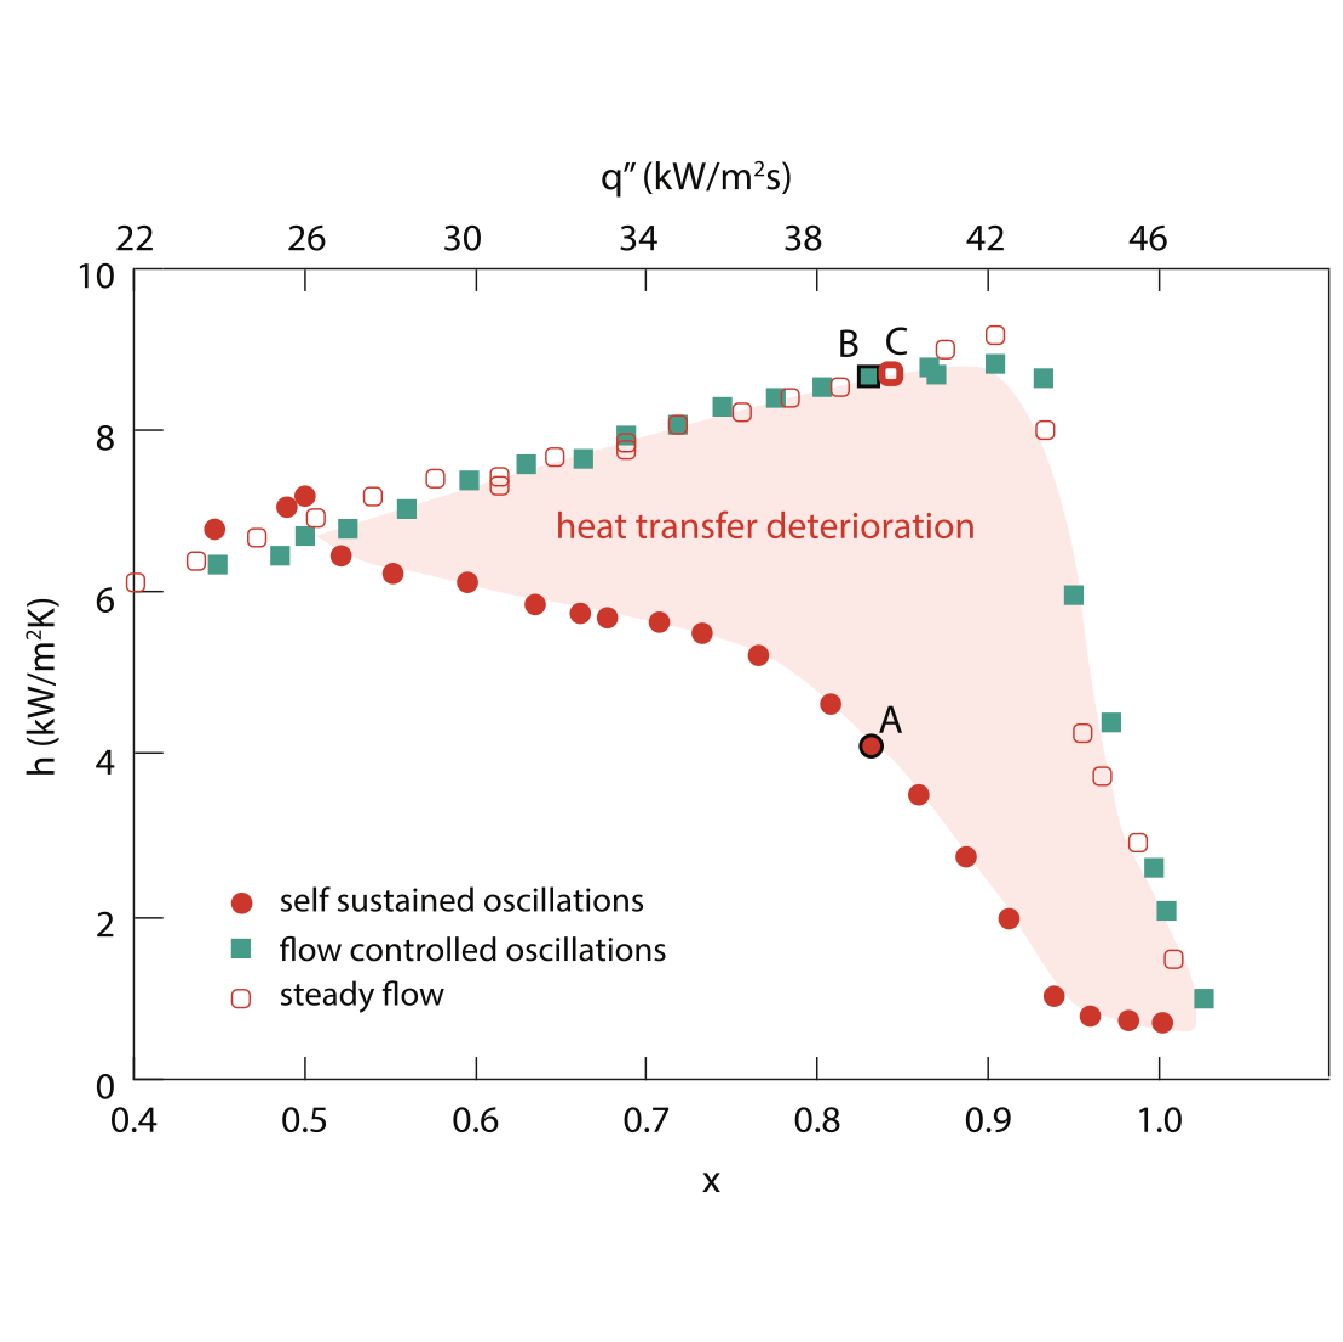 q″ (kW/m²s)
22 26 30 34 38 42 46
10
8
6
4
2
0
h (kW/m²K)
B C
heat transfer deterioration
A
self sustained oscillations
flow controlled oscillations
steady flow
0.4 0.5 0.6 0.7 0.8 0.9 1.0
x